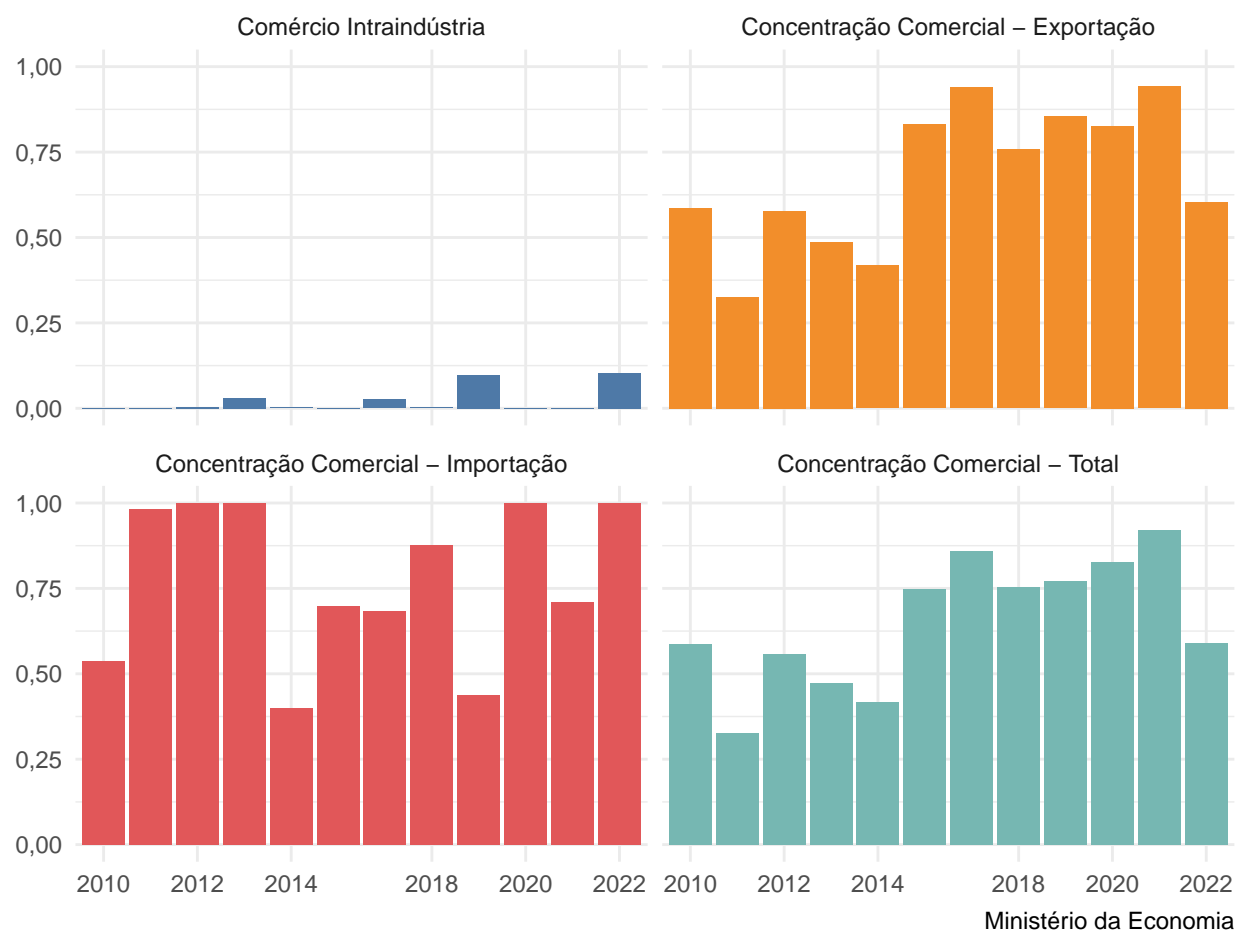 Comércio Intraindústria
Concentração Comercial – Exportação
1,00
0,75
0,50
0,25
0,00
Concentração Comercial – Importação
Concentração Comercial – Total
1,00
0,75
0,50
0,25
0,00
2010 2012 2014 2018 2020 2022
2010 2012 2014 2018 2020 2022
Ministério da Economia